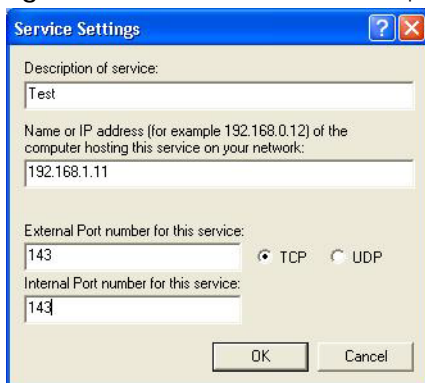 Service Settings
Description of service:
Test
Name or IP address (for example 192.168.0.12) of the
computer hosting this service on your network:
192.168.1.11
External Port number for this service:
143
TCP
UDP
Internal Port number for this service:
143
OK
Cancel